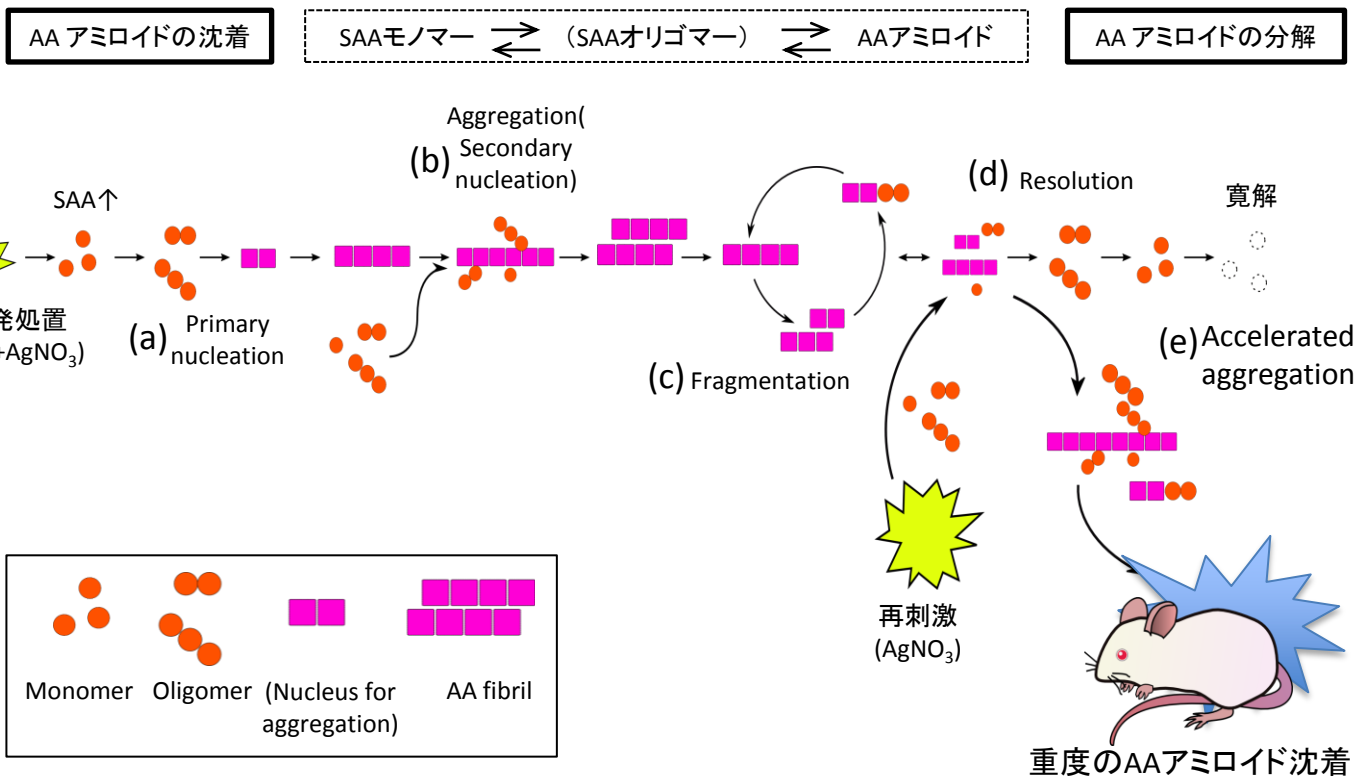 AA アミロイドの沈着
SAAモノマー
(SAAオリゴマー)
AAアミロイド
AA アミロイドの分解
Aggregation(
(b) Secondary
nucleation)
(d) Resolution
SAA↑
寛解
発処置
+AgNO3)
(a) Primary
nucleation
(c) Fragmentation
(e) Accelerated
aggregation
再刺激
(AgNO3)
Monomer
Oligomer
(Nucleus for
aggregation)
AA fibril
重度のAAアミロイド沈着